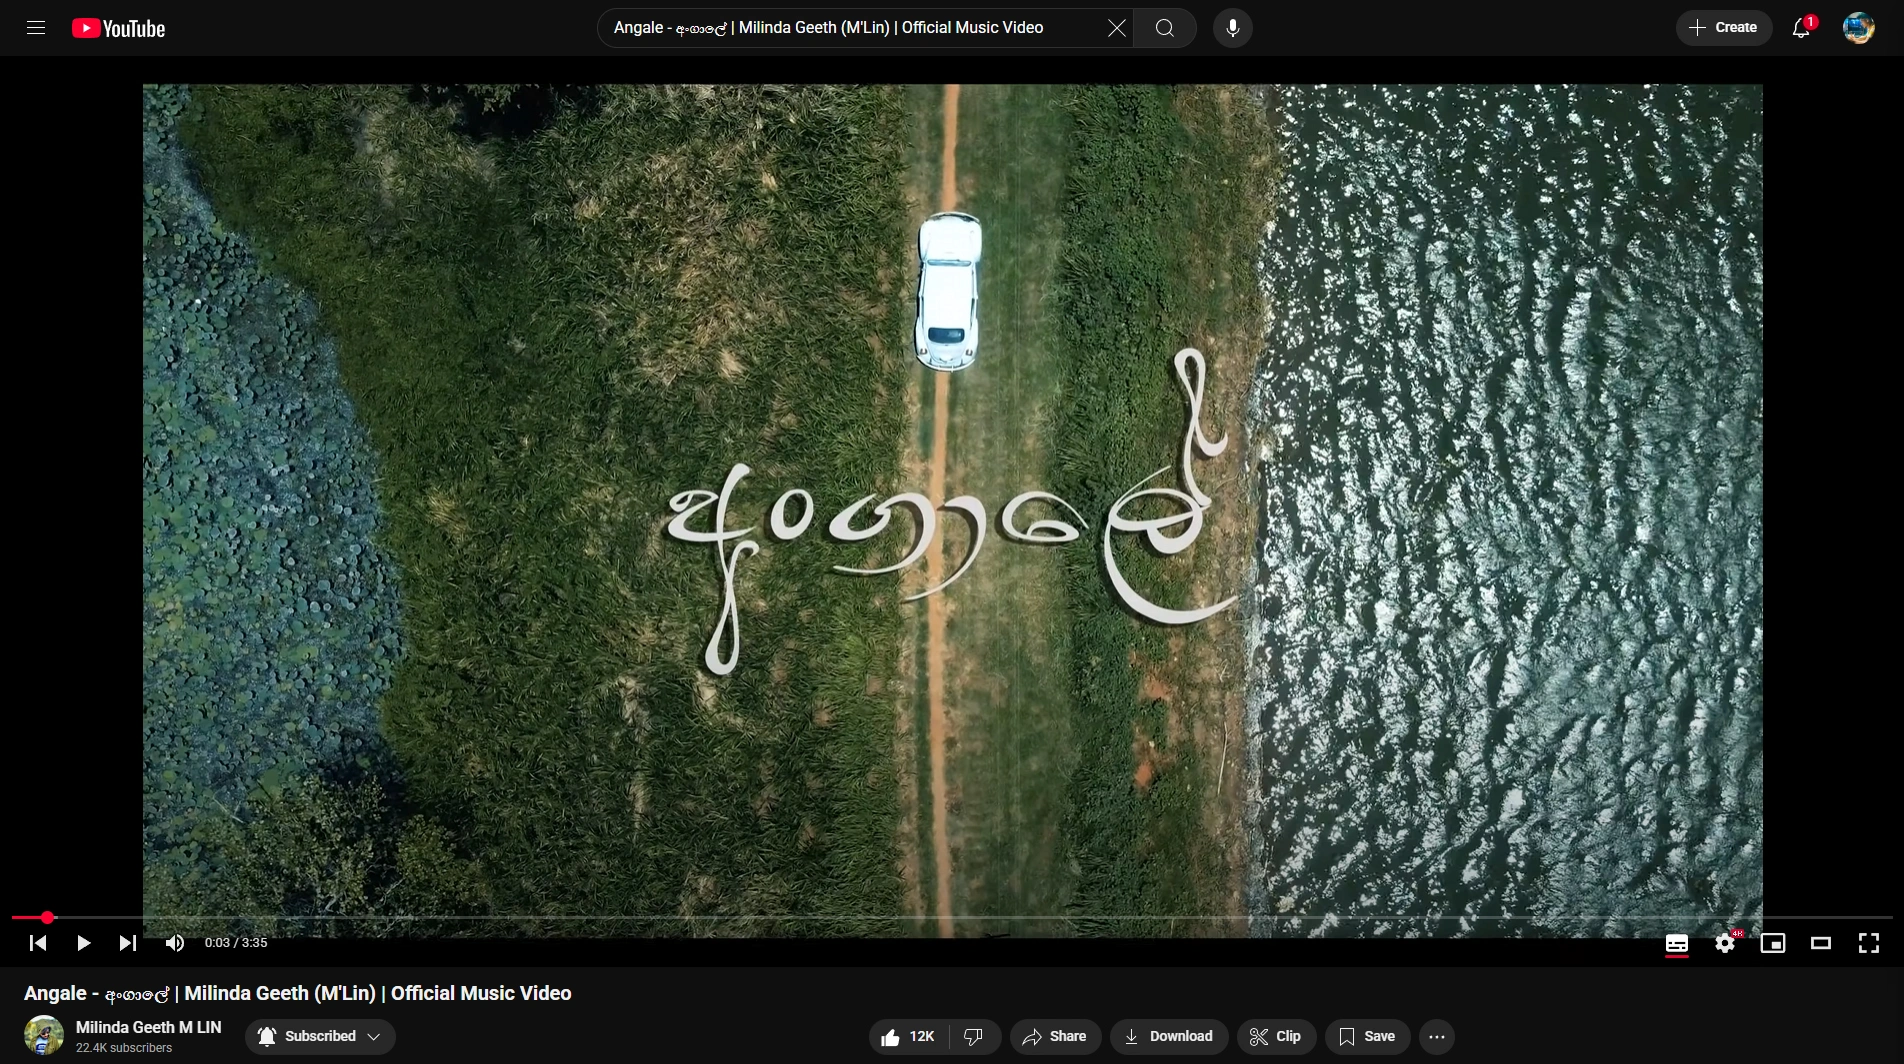 YouTube
Angale - අංගාලේ | Milinda Geeth (M'Lin) | Official Music Video
Create
1
අංගාලේ
0:03 / 3:35
4K
Angale - අංගාලේ | Milinda Geeth (M'Lin) | Official Music Video
Milinda Geeth M LIN
22.4K subscribers
Subscribed
12K
Share
Download
Clip
Save